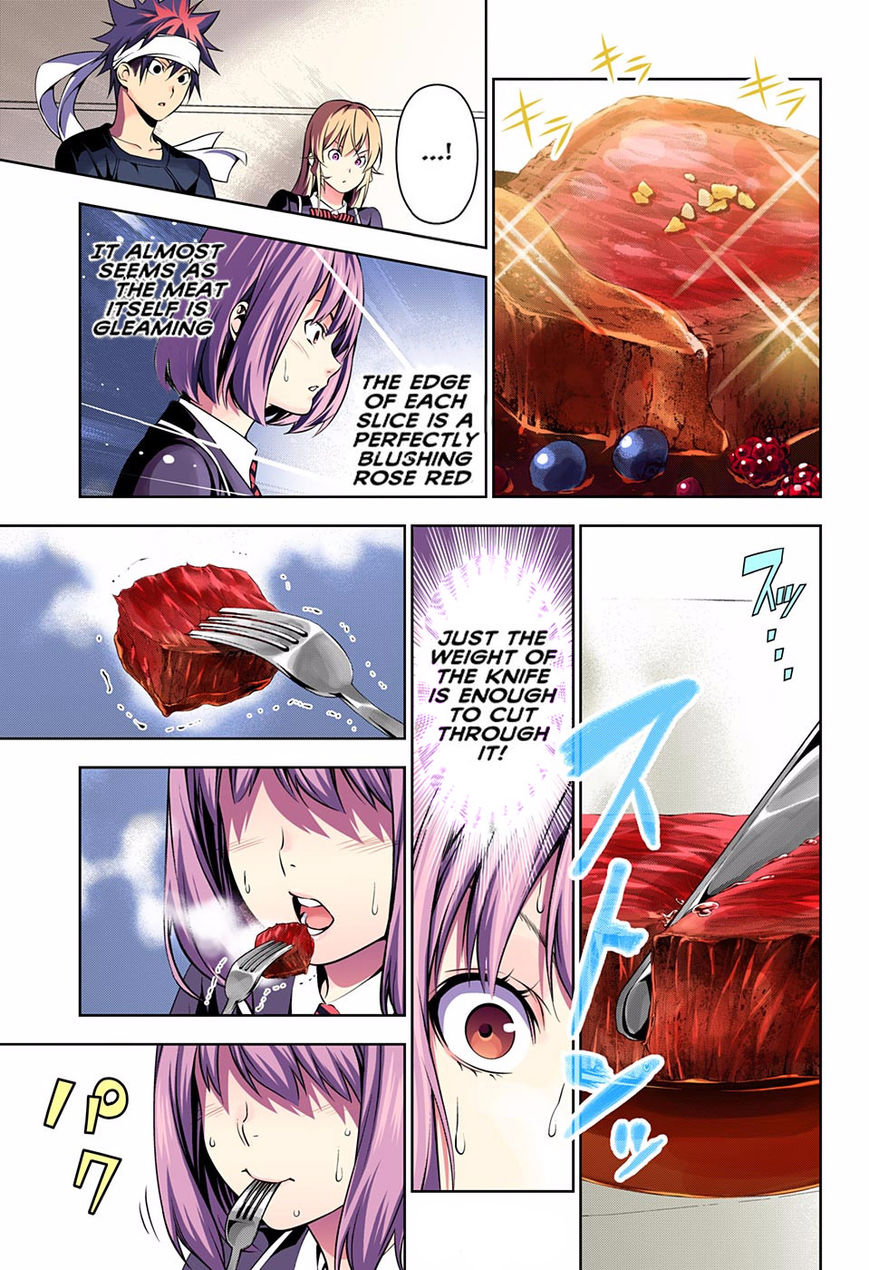 ...!
IT ALMOST
SEEMS AS
THE MEAT
ITSELF IS
GLEAMING
THE EDGE
OF EACH
SLICE IS A
PERFECTLY
BLUSHING
ROSE RED
キラ
キラ
キラ
スッ…
ストンッ
JUST THE
WEIGHT OF
THE KNIFE
IS ENOUGH
TO CUT
THROUGH
IT!
パク